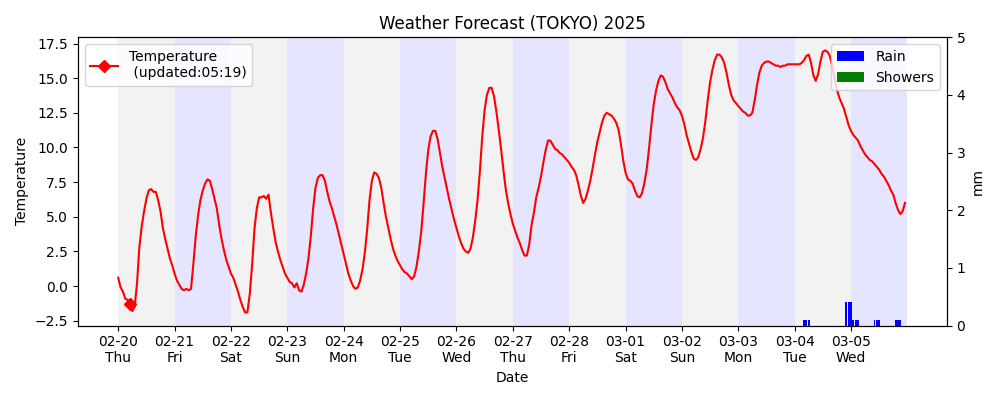 Weather Forecast (TOKYO) 2025
Temperature
(updated:05:19)
Rain
Showers
17.5
15.0
12.5
10.0
7.5
5.0
2.5
0.0
−2.5
Temperature
5
4
3
2
1
0
mm
02-20 02-21 02-22 02-23 02-24 02-25 02-26 02-27 02-28 03-01 03-02 03-03 03-04 03-05
Thu Fri Sat Sun Mon Tue Wed Thu Fri Sat Sun Mon Tue Wed
Date